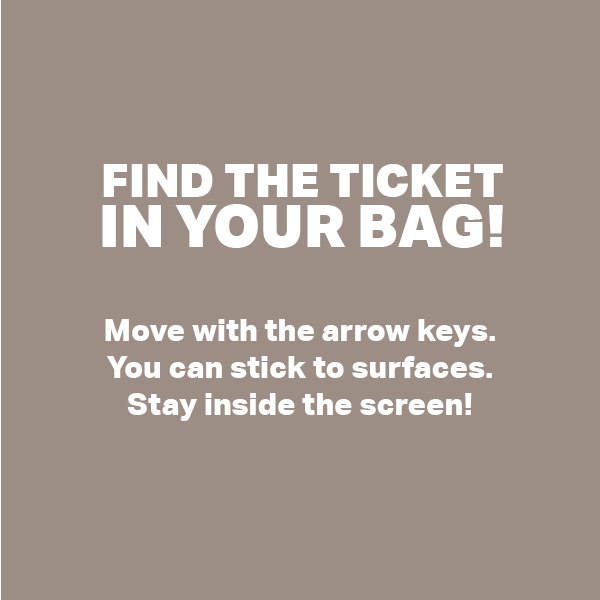 FIND THE TICKET
IN YOUR BAG!
Move with the arrow keys.
You can stick to surfaces.
Stay inside the screen!